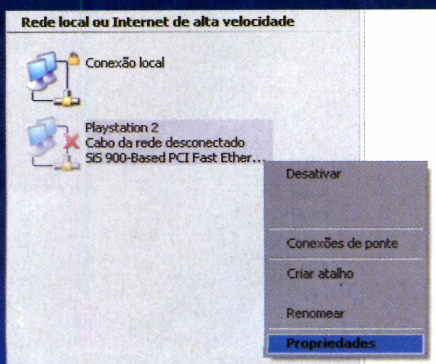 Rede local ou Internet de alta velocidade
Conexão local
Playstation 2
Cabo da rede desconectado
SiS 900-Based PCI Fast Ether...
Desativar
Conexões de ponte
Criar atalho
Renomear
Propriedades